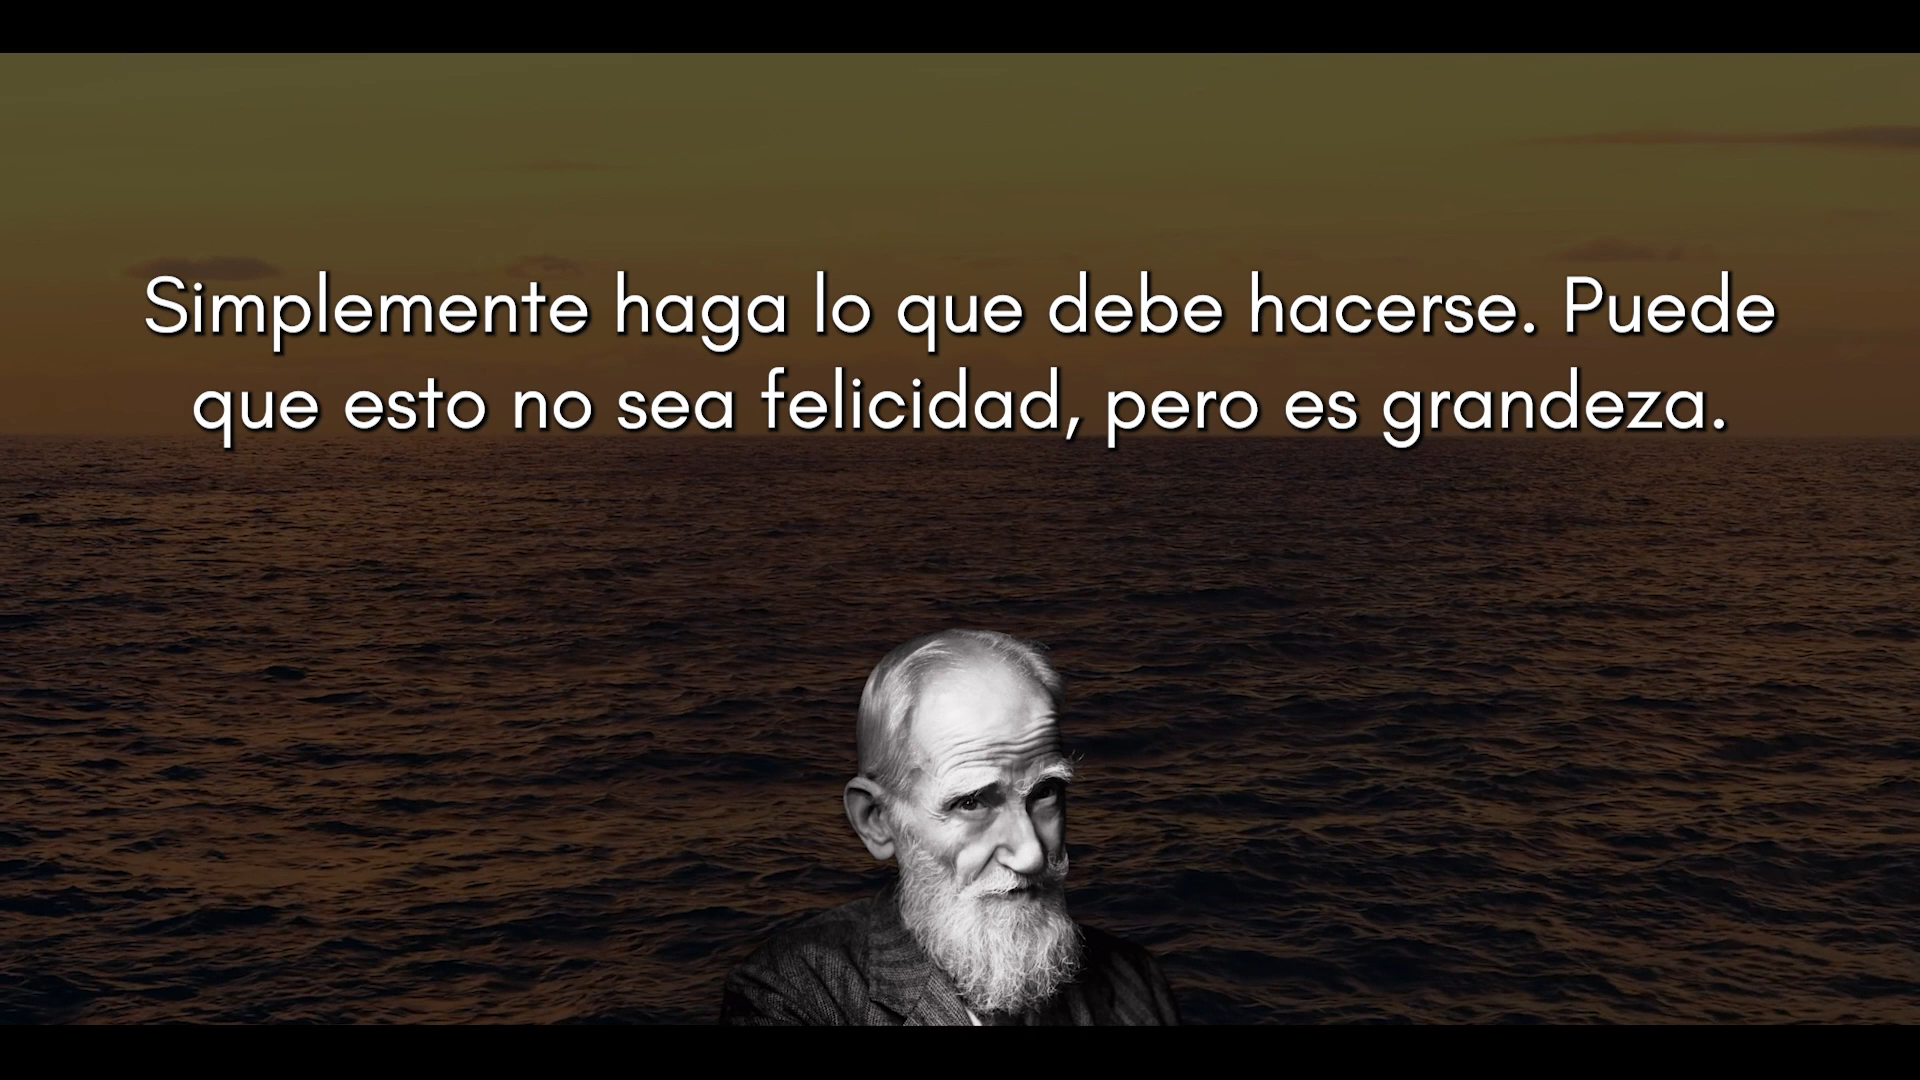 Simplemente haga lo que debe hacerse. Puede
que esto no sea felicidad, pero es grandeza.